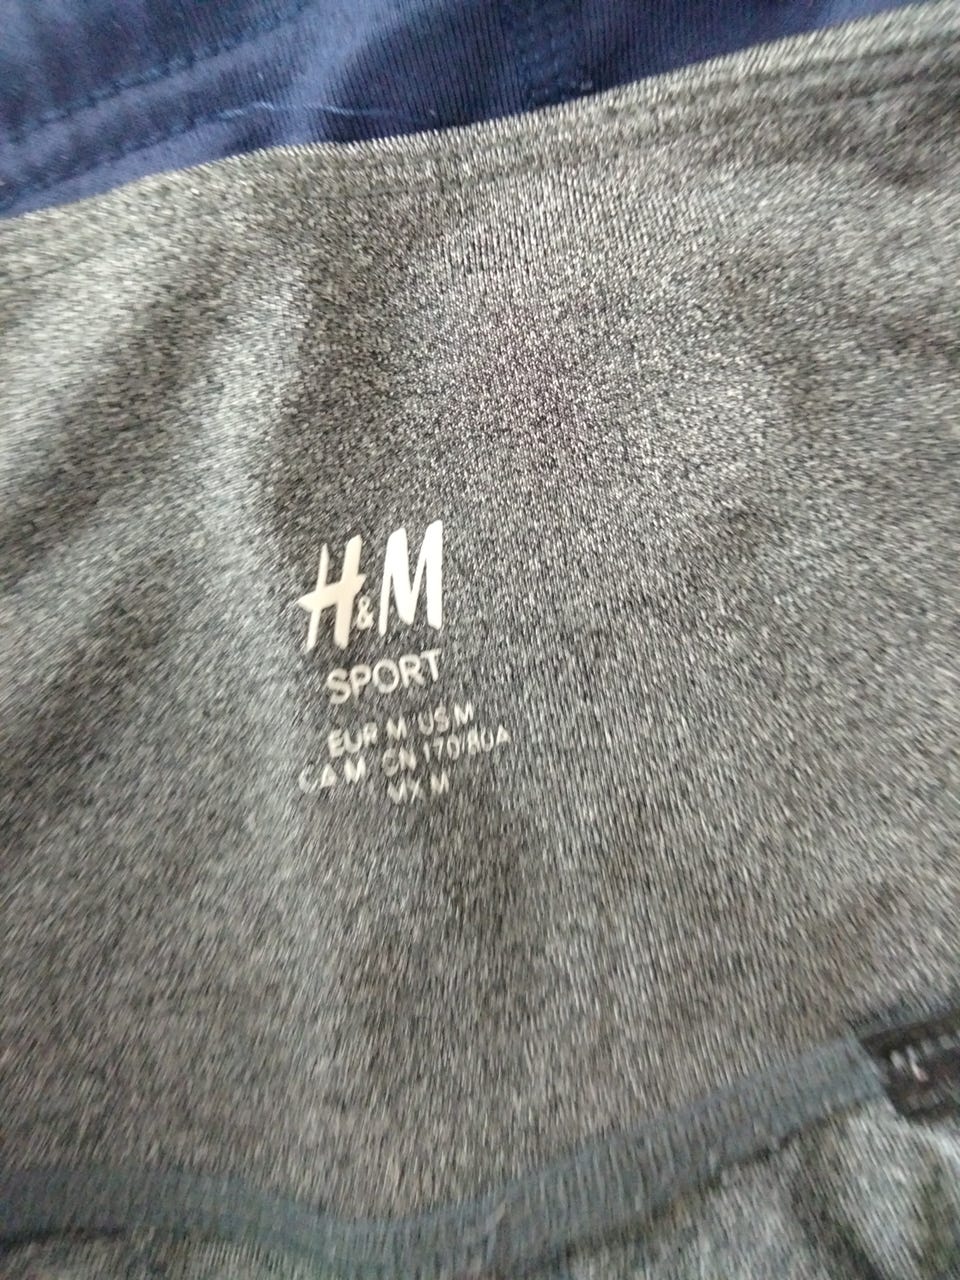 H&M
SPORT
EUR M US M
CA M CN 170/80A
MX M